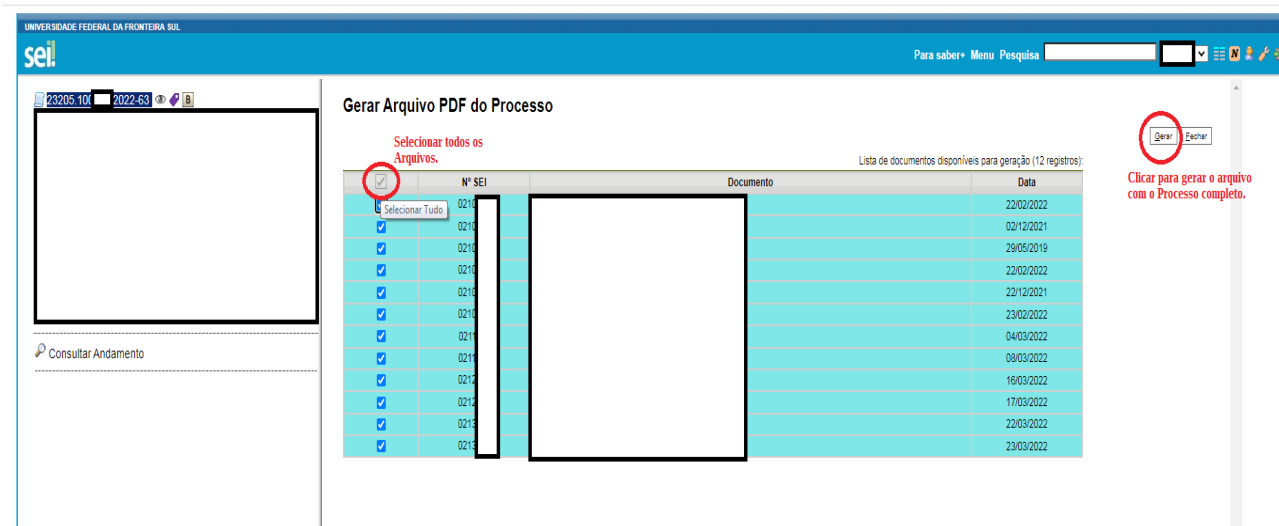 UNIVERSIDADE FEDERAL DA FRONTEIRA SUL
sei!
Para saber+ Menu Pesquisa
N
23205.100 2022-63 B
Gerar Arquivo PDF do Processo
Selecionar todos os
Arquivos.
Gerar Fechar
Lista de documentos disponíveis para geração (12 registros):
Clicar para gerar o arquivo
com o Processo completo.
Nº SEI Documento Data
Selecionar Tudo
0210 22/02/2022
0210 02/12/2021
0210 29/05/2019
0210 22/02/2022
0210 22/12/2021
0210 23/02/2022
0211 04/03/2022
0211 08/03/2022
0212 16/03/2022
0212 17/03/2022
0213 22/03/2022
0213 23/03/2022
Consultar Andamento